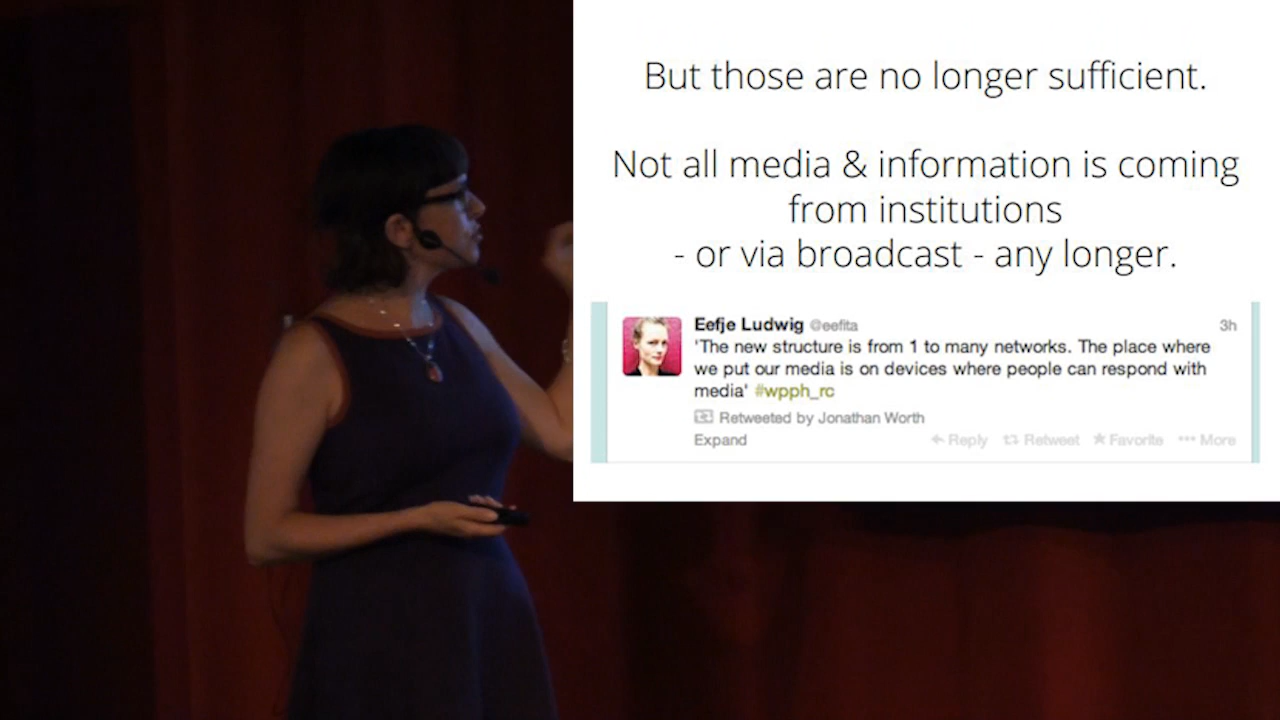 But those are no longer sufficient.
Not all media & information is coming
from institutions
- or via broadcast - any longer.
Eefje Ludwig @eefita 3h
'The new structure is from 1 to many networks. The place where
we put our media is on devices where people can respond with
media' #wpph_rc
Retweeted by Jonathan Worth
Expand Reply Retweet Favorite More